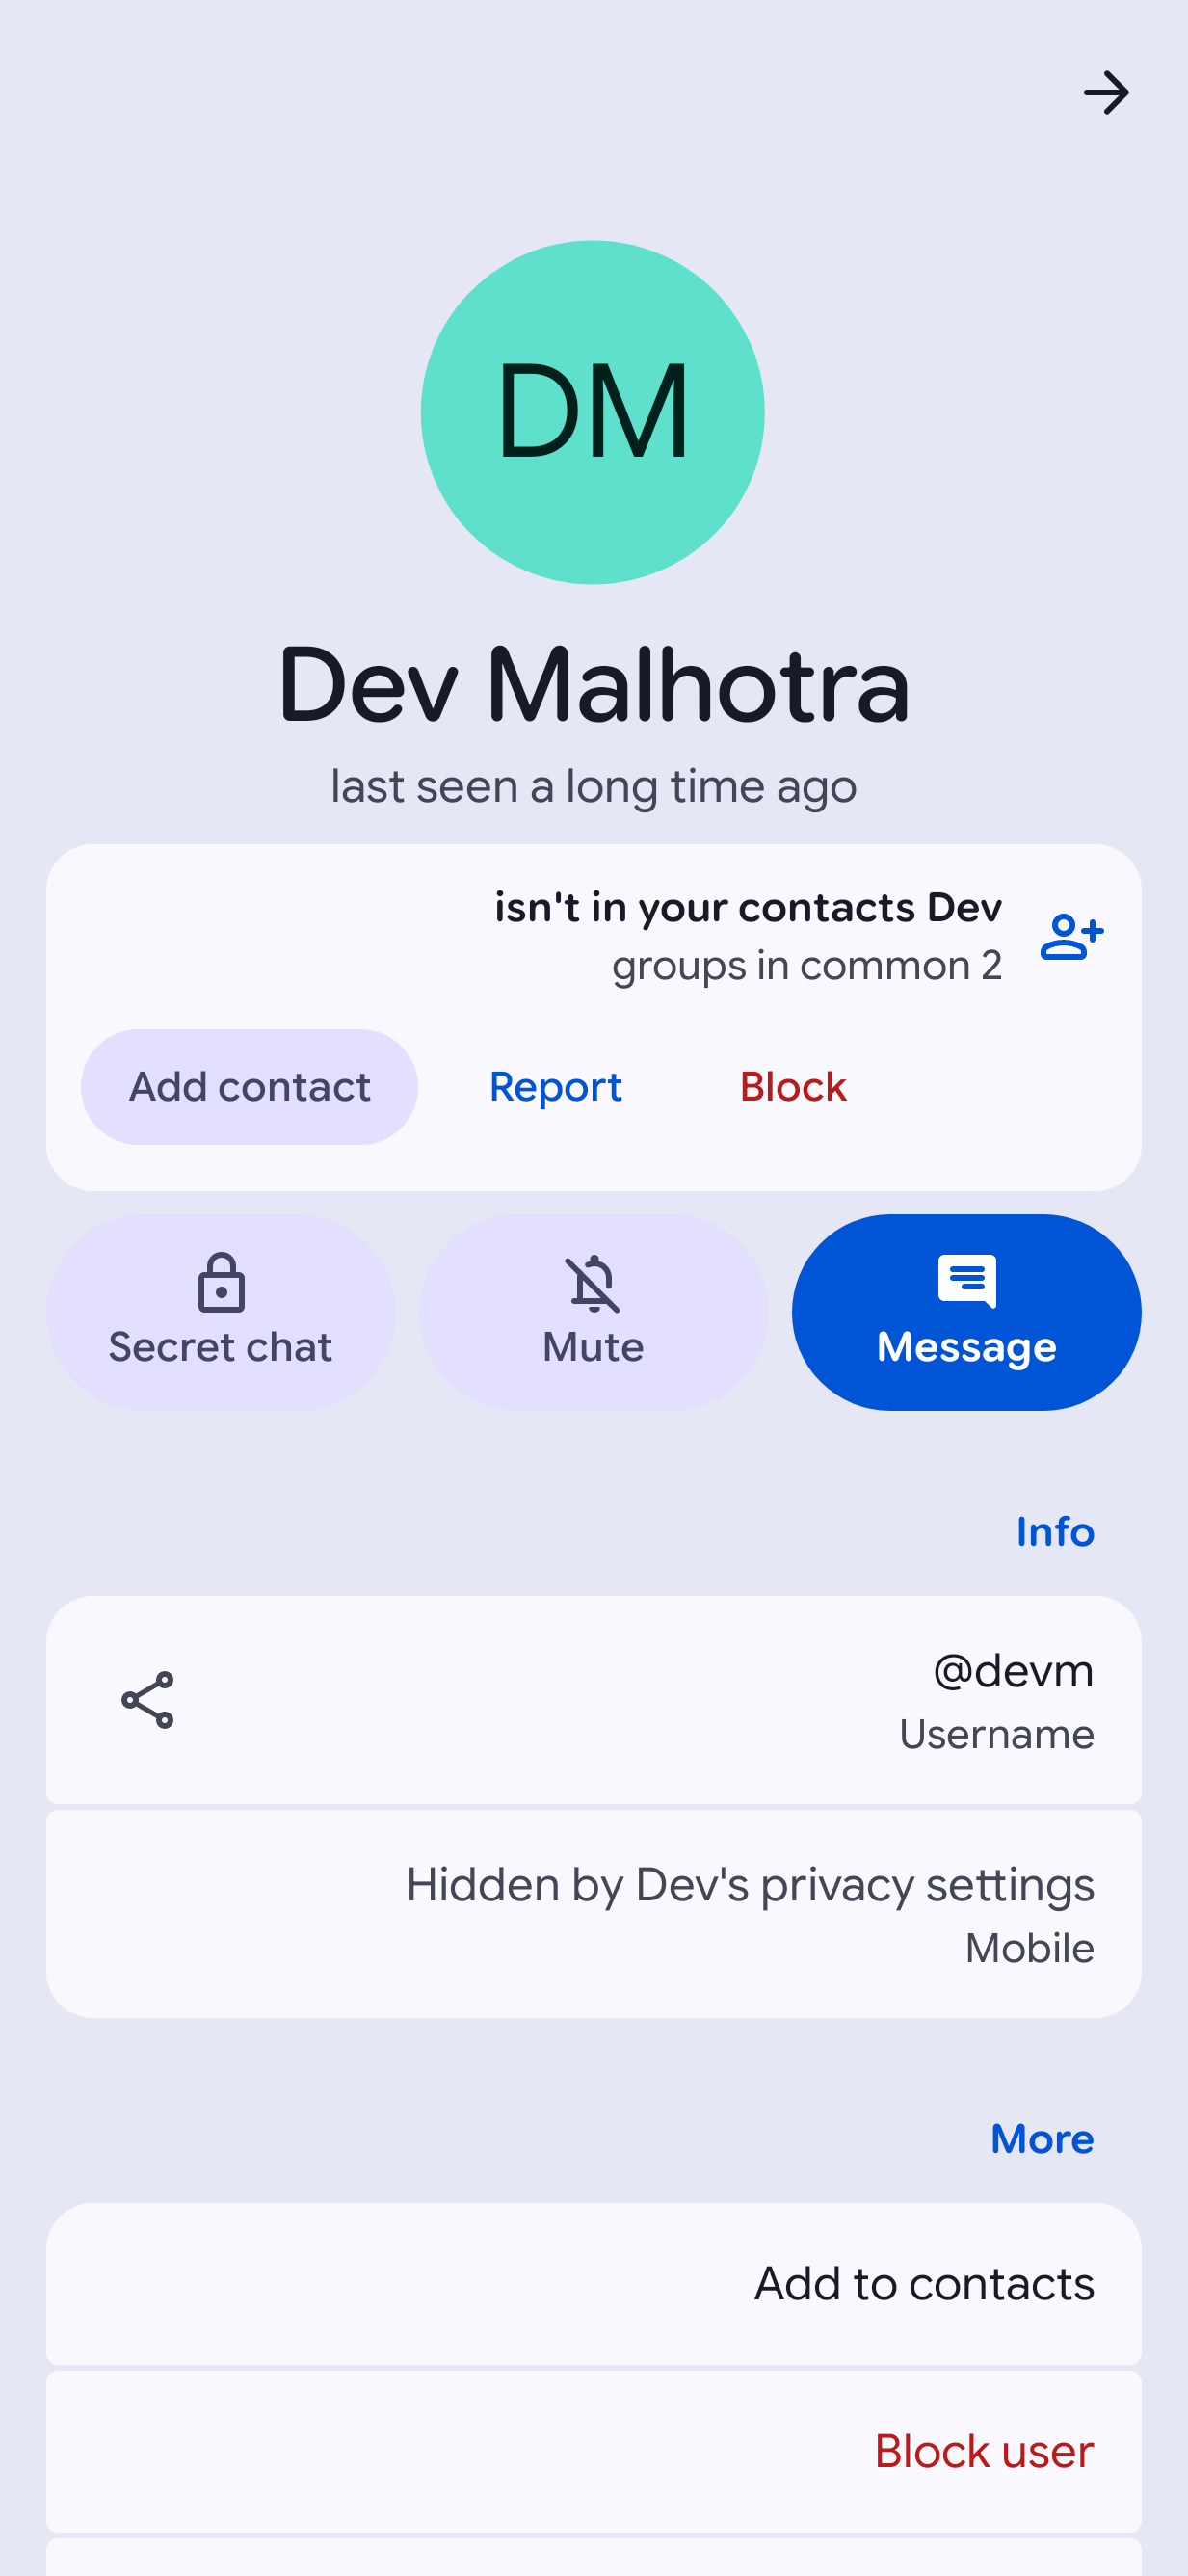 DM
Dev Malhotra
last seen a long time ago
isn't in your contacts Dev
groups in common 2
Add contact
Report
Block
Secret chat
Mute
Message
Info
@devm
Username
Hidden by Dev's privacy settings
Mobile
More
Add to contacts
Block user